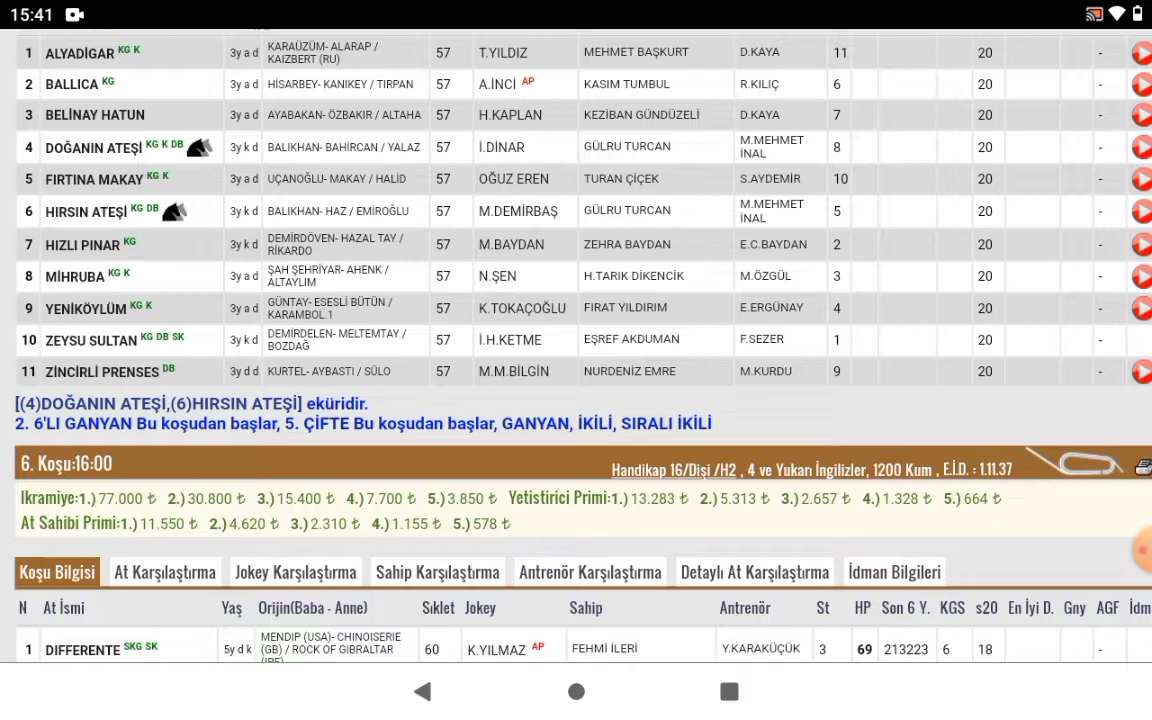 15:41
1 ALYADİGAR KG K 3y a d KARAÜZÜM- ALARAP / KAIZBERT (RU) 57 T.YILDIZ MEHMET BAŞKURT D.KAYA 11 20 -
2 BALLICA KG 3y a d HİSARBEY- KANIKEY / TIRPAN 57 A.İNCİ AP KASIM TUMBUL R.KILIÇ 6 20 -
3 BELİNAY HATUN 3y a d AYABAKAN- ÖZBAKIR / ALTAHA 57 H.KAPLAN KEZİBAN GÜNDÜZELİ D.KAYA 7 20 -
4 DOĞANIN ATEŞİ KG K DB 3y k d BALIKHAN- BAHİRCAN / YALAZ 57 İ.DİNAR GÜLRU TURCAN M.MEHMET İNAL 8 20 -
5 FIRTINA MAKAY KG K 3y a d UÇANOĞLU- MAKAY / HALİD 57 OĞUZ EREN TURAN ÇİÇEK S.AYDEMİR 10 20 -
6 HIRSIN ATEŞİ KG DB 3y k d BALIKHAN- HAZ / EMİROĞLU 57 M.DEMİRBAŞ GÜLRU TURCAN M.MEHMET İNAL 5 20 -
7 HIZLI PINAR KG 3y k d DEMİRDÖVEN- HAZAL TAY / RİKARDO 57 M.BAYDAN ZEHRA BAYDAN E.C.BAYDAN 2 20 -
8 MİHRUBA KG K 3y a d ŞAH ŞEHRİYAR- AHENK / ALTAYLIM 57 N.ŞEN H.TARIK DİKENCİK M.ÖZGÜL 3 20 -
9 YENİKÖYLÜM KG K 3y a d GÜNTAY- ESESLİ BÜTÜN / KARAMBOL.1 57 K.TOKAÇOĞLU FIRAT YILDIRIM E.ERGÜNAY 4 20 -
10 ZEYSU SULTAN KG DB SK 3y k d DEMİRDELEN- MELTEMTAY / BOZDAĞ 57 İ.H.KETME EŞREF AKDUMAN F.SEZER 1 20 -
11 ZİNCİRLİ PRENSES DB 3y d d KURTEL- AYBASTI / SÜLO 57 M.M.BİLGİN NURDENİZ EMRE M.KURDU 9 20 -
[(4)DOĞANIN ATEŞİ,(6)HIRSIN ATEŞİ] eküridir.
2. 6'LI GANYAN Bu koşudan başlar, 5. ÇİFTE Bu koşudan başlar, GANYAN, İKİLİ, SIRALI İKİLİ
6. Koşu:16:00 Handikap 16/Dişi /H2 , 4 ve Yukarı İngilizler, 1200 Kum , E.İ.D. : 1.11.37
Ikramiye:1.) 77.000 ₺ 2.) 30.800 ₺ 3.) 15.400 ₺ 4.) 7.700 ₺ 5.) 3.850 ₺ Yetistirici Primi:1.) 13.283 ₺ 2.) 5.313 ₺ 3.) 2.657 ₺ 4.) 1.328 ₺ 5.) 664 ₺
At Sahibi Primi:1.) 11.550 ₺ 2.) 4.620 ₺ 3.) 2.310 ₺ 4.) 1.155 ₺ 5.) 578 ₺
Koşu Bilgisi At Karşılaştırma Jokey Karşılaştırma Sahip Karşılaştırma Antrenör Karşılaştırma Detaylı At Karşılaştırma İdman Bilgileri
N At İsmi Yaş Orijin(Baba - Anne) Sıklet Jokey Sahip Antrenör St HP Son 6 Y. KGS s20 En İyi D. Gny AGF İdm
1 DIFFERENTE SKG SK 5y d k MENDIP (USA)- CHINOISERIE (GB) / ROCK OF GIBRALTAR (IRE) 60 K.YILMAZ AP FEHMİ İLERİ Y.KARAKÜÇÜK 3 69 213223 6 18 -